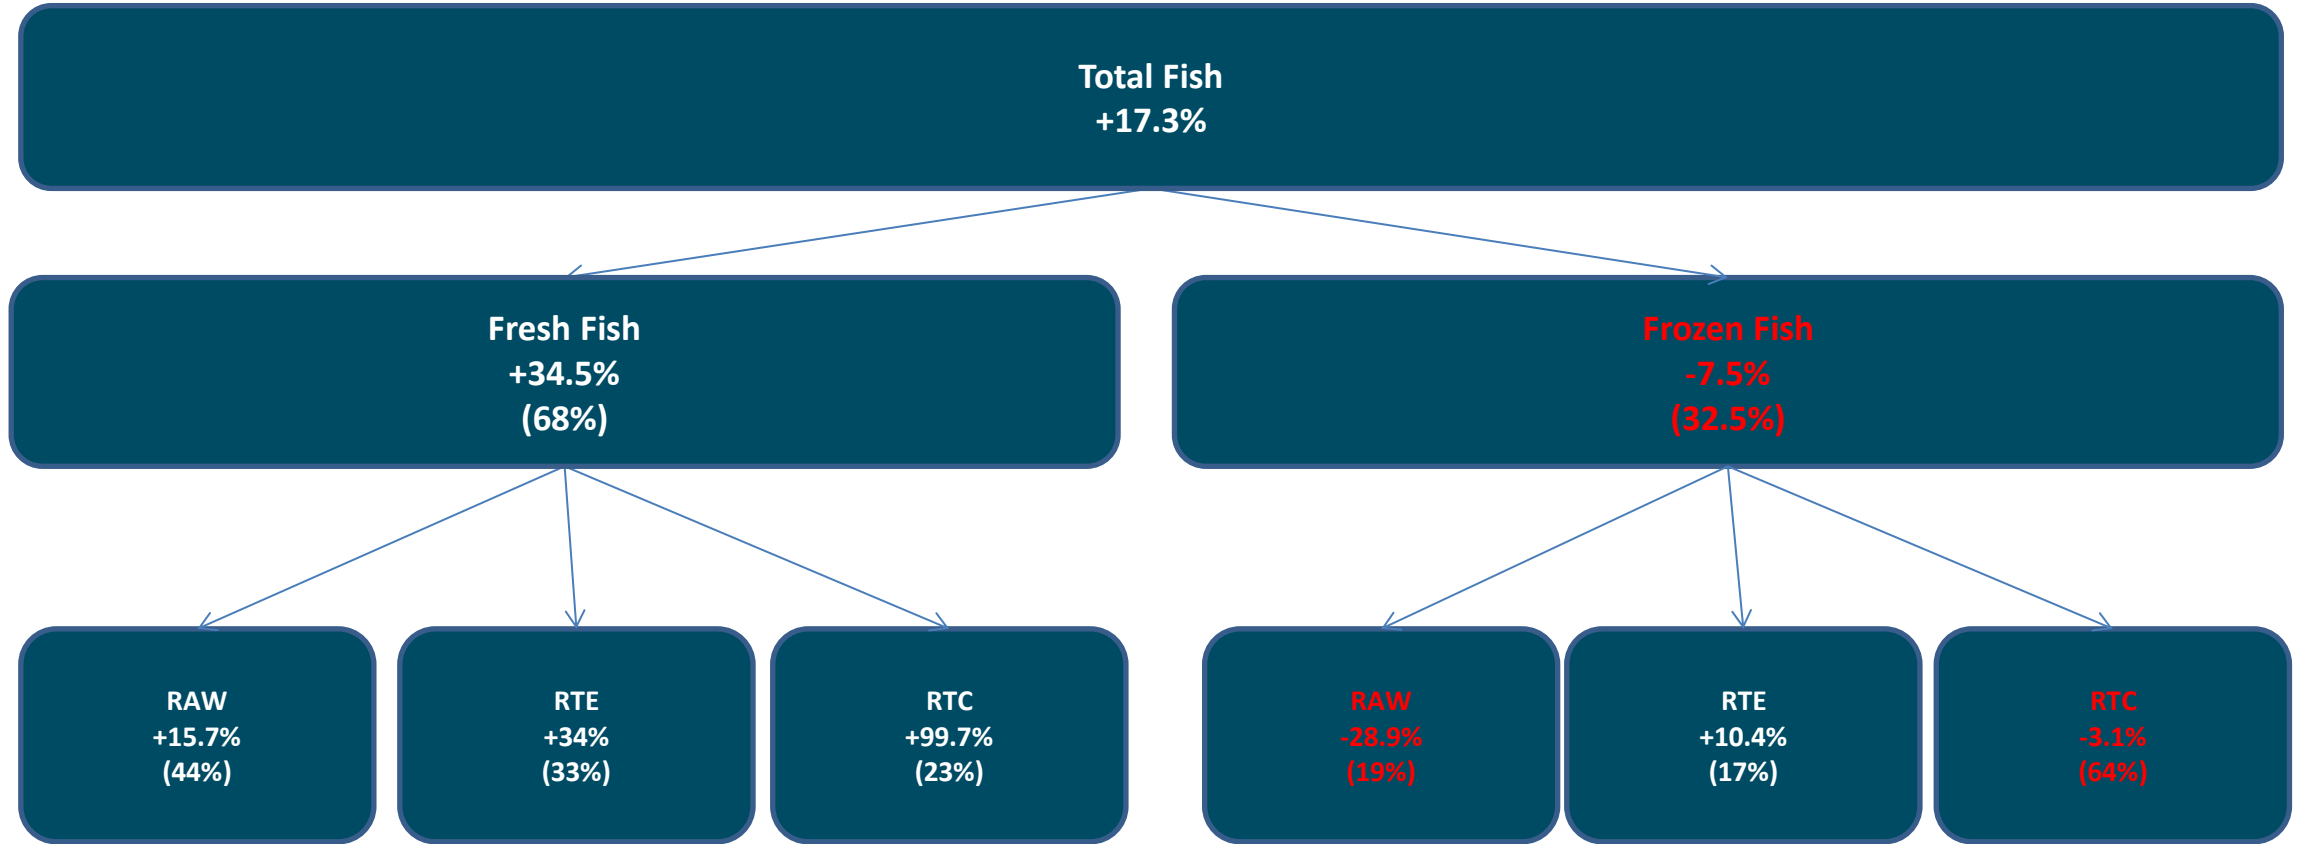 Total Fish
+17.3%
Fresh Fish
+34.5%
(68%)
Frozen Fish
-7.5%
(32.5%)
RAW
+15.7%
(44%)
RTE
+34%
(33%)
RTC
+99.7%
(23%)
RAW
-28.9%
(19%)
RTE
+10.4%
(17%)
RTC
-3.1%
(64%)